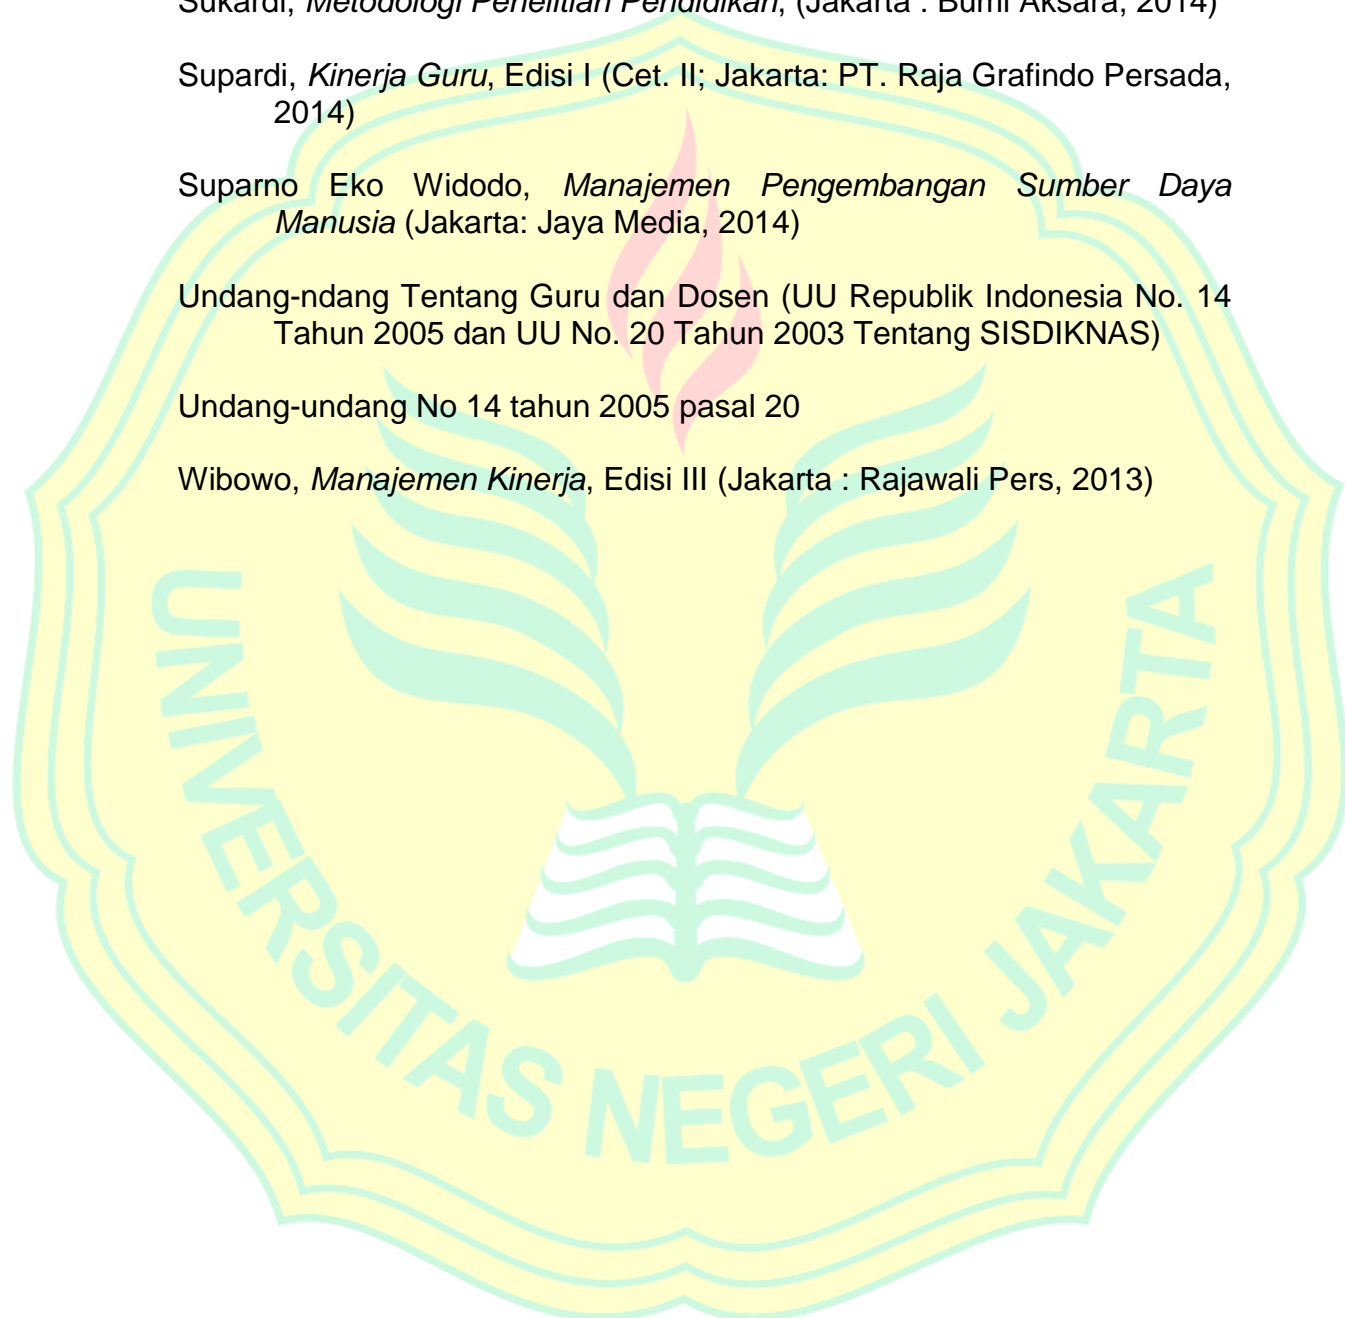 Sukardi, Metodologi Penelitian Pendidikan, (Jakarta : Bumi Aksara, 2014)
Supardi, Kinerja Guru, Edisi I (Cet. II; Jakarta: PT. Raja Grafindo Persada,
2014)
Suparno Eko Widodo, Manajemen Pengembangan Sumber Daya
Manusia (Jakarta: Jaya Media, 2014)
Undang-ndang Tentang Guru dan Dosen (UU Republik Indonesia No. 14
Tahun 2005 dan UU No. 20 Tahun 2003 Tentang SISDIKNAS)
Undang-undang No 14 tahun 2005 pasal 20
Wibowo, Manajemen Kinerja, Edisi III (Jakarta : Rajawali Pers, 2013)
UNIVERSITAS NEGERI JAKARTA